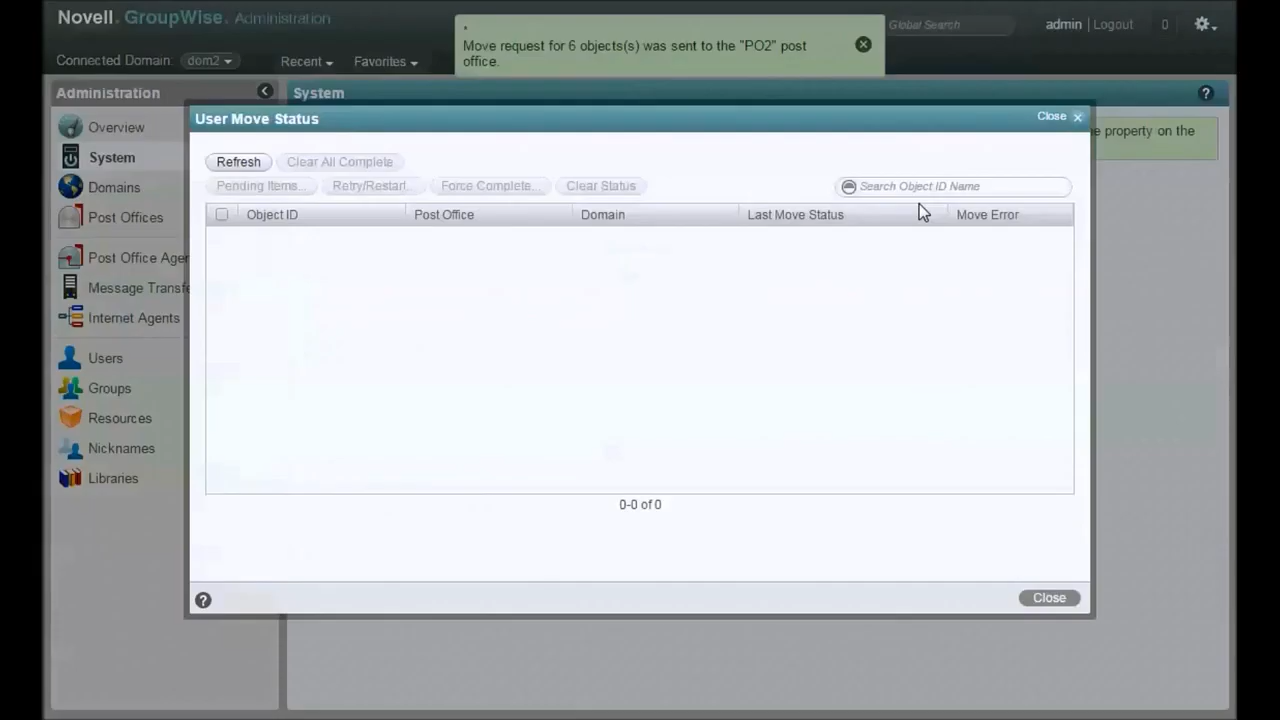 Novell. GroupWise. Administration
.
Move request for 6 objects(s) was sent to the "PO2" post
office.
Global Search
admin | Logout
0
Connected Domain: dom2
Recent
Favorites
Administration
System
?
Overview
System
Domains
Post Offices
Post Office Ager
Message Transfe
Internet Agents
Users
Groups
Resources
Nicknames
Libraries
e property on the
User Move Status
Close x
Refresh
Clear All Complete
Pending Items...
Retry/Restart...
Force Complete...
Clear Status
Search Object ID Name
Object ID
Post Office
Domain
Last Move Status
Move Error
0-0 of 0
?
Close